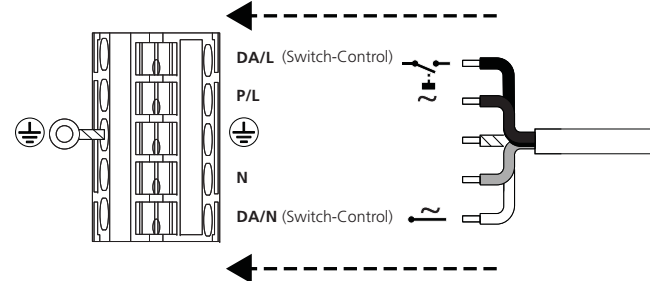 DA/L (Switch-Control)
P/L
N
DA/N (Switch-Control)